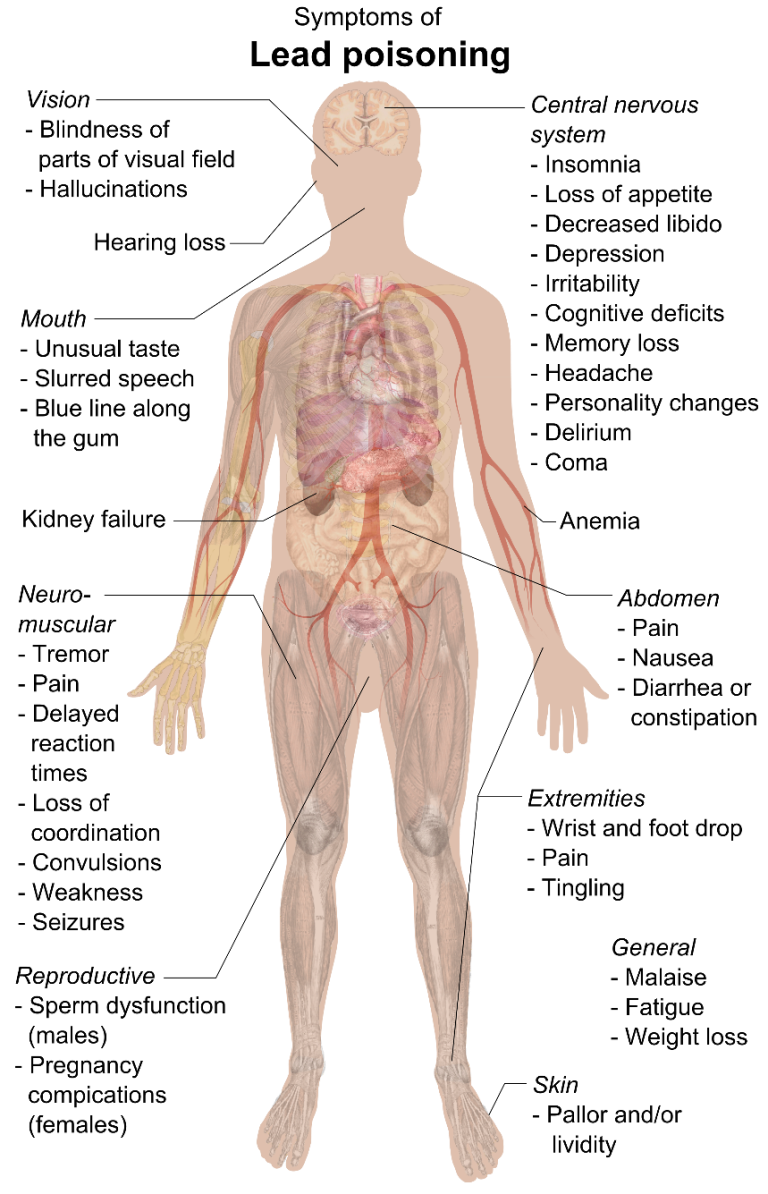 Symptoms of
Lead poisoning
Vision
- Blindness of
parts of visual field
- Hallucinations
Hearing loss
Mouth
- Unusual taste
- Slurred speech
- Blue line along
the gum
Kidney failure
Neuro-
muscular
- Tremor
- Pain
- Delayed
reaction
times
- Loss of
coordination
- Convulsions
- Weakness
- Seizures
Reproductive
- Sperm dysfunction
(males)
- Pregnancy
compications
(females)
Central nervous
system
- Insomnia
- Loss of appetite
- Decreased libido
- Depression
- Irritability
- Cognitive deficits
- Memory loss
- Headache
- Personality changes
- Delirium
- Coma
Anemia
Abdomen
- Pain
- Nausea
- Diarrhea or
constipation
Extremities
- Wrist and foot drop
- Pain
- Tingling
General
- Malaise
- Fatigue
- Weight loss
Skin
- Pallor and/or
lividity